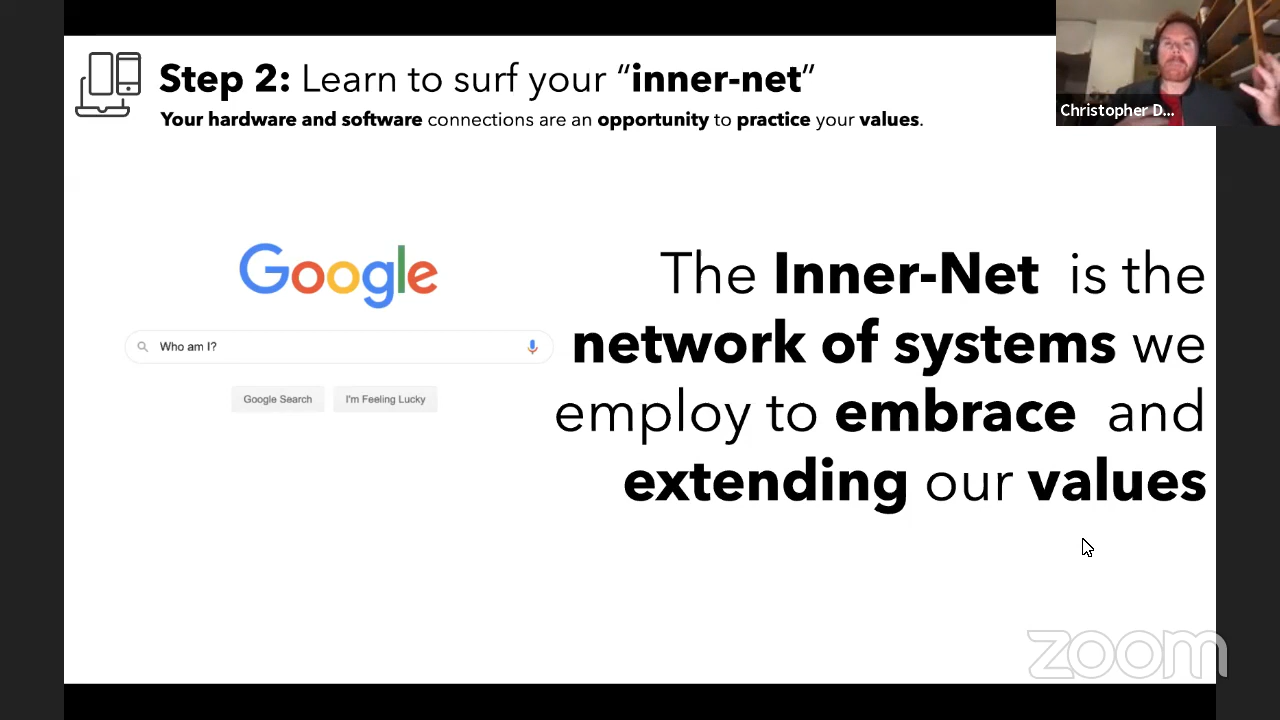 Step 2: Learn to surf your “inner-net”
Your hardware and software connections are an opportunity to practice your values.
Christopher D...
Google
Who am I?
Google Search
I'm Feeling Lucky
The Inner-Net is the
network of systems we
employ to embrace and
extending our values
zoom